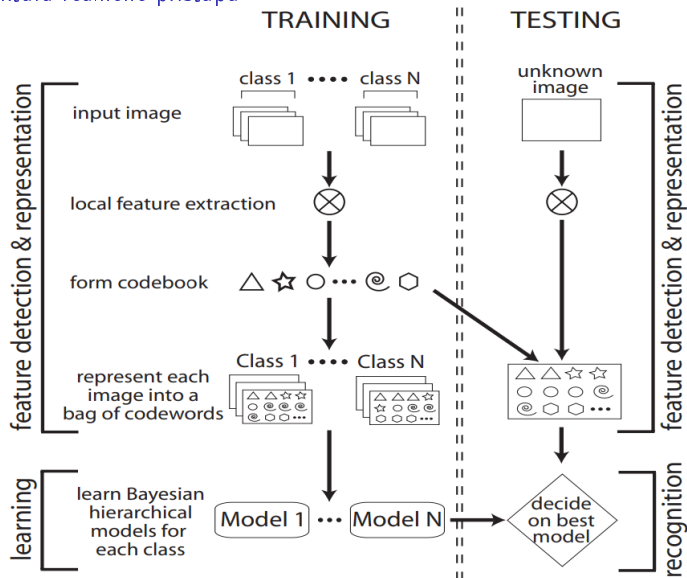 TRAINING
TESTING
class 1 •••• class N
unknown
image
input image
local feature extraction
form codebook
Class 1 •••• Class N
represent each
image into a
bag of codewords
learn Bayesian
hierarchical
models for
each class
Model 1 ••• Model N
decide
on best
model
feature detection & representation
learning
feature detection & representation
recognition